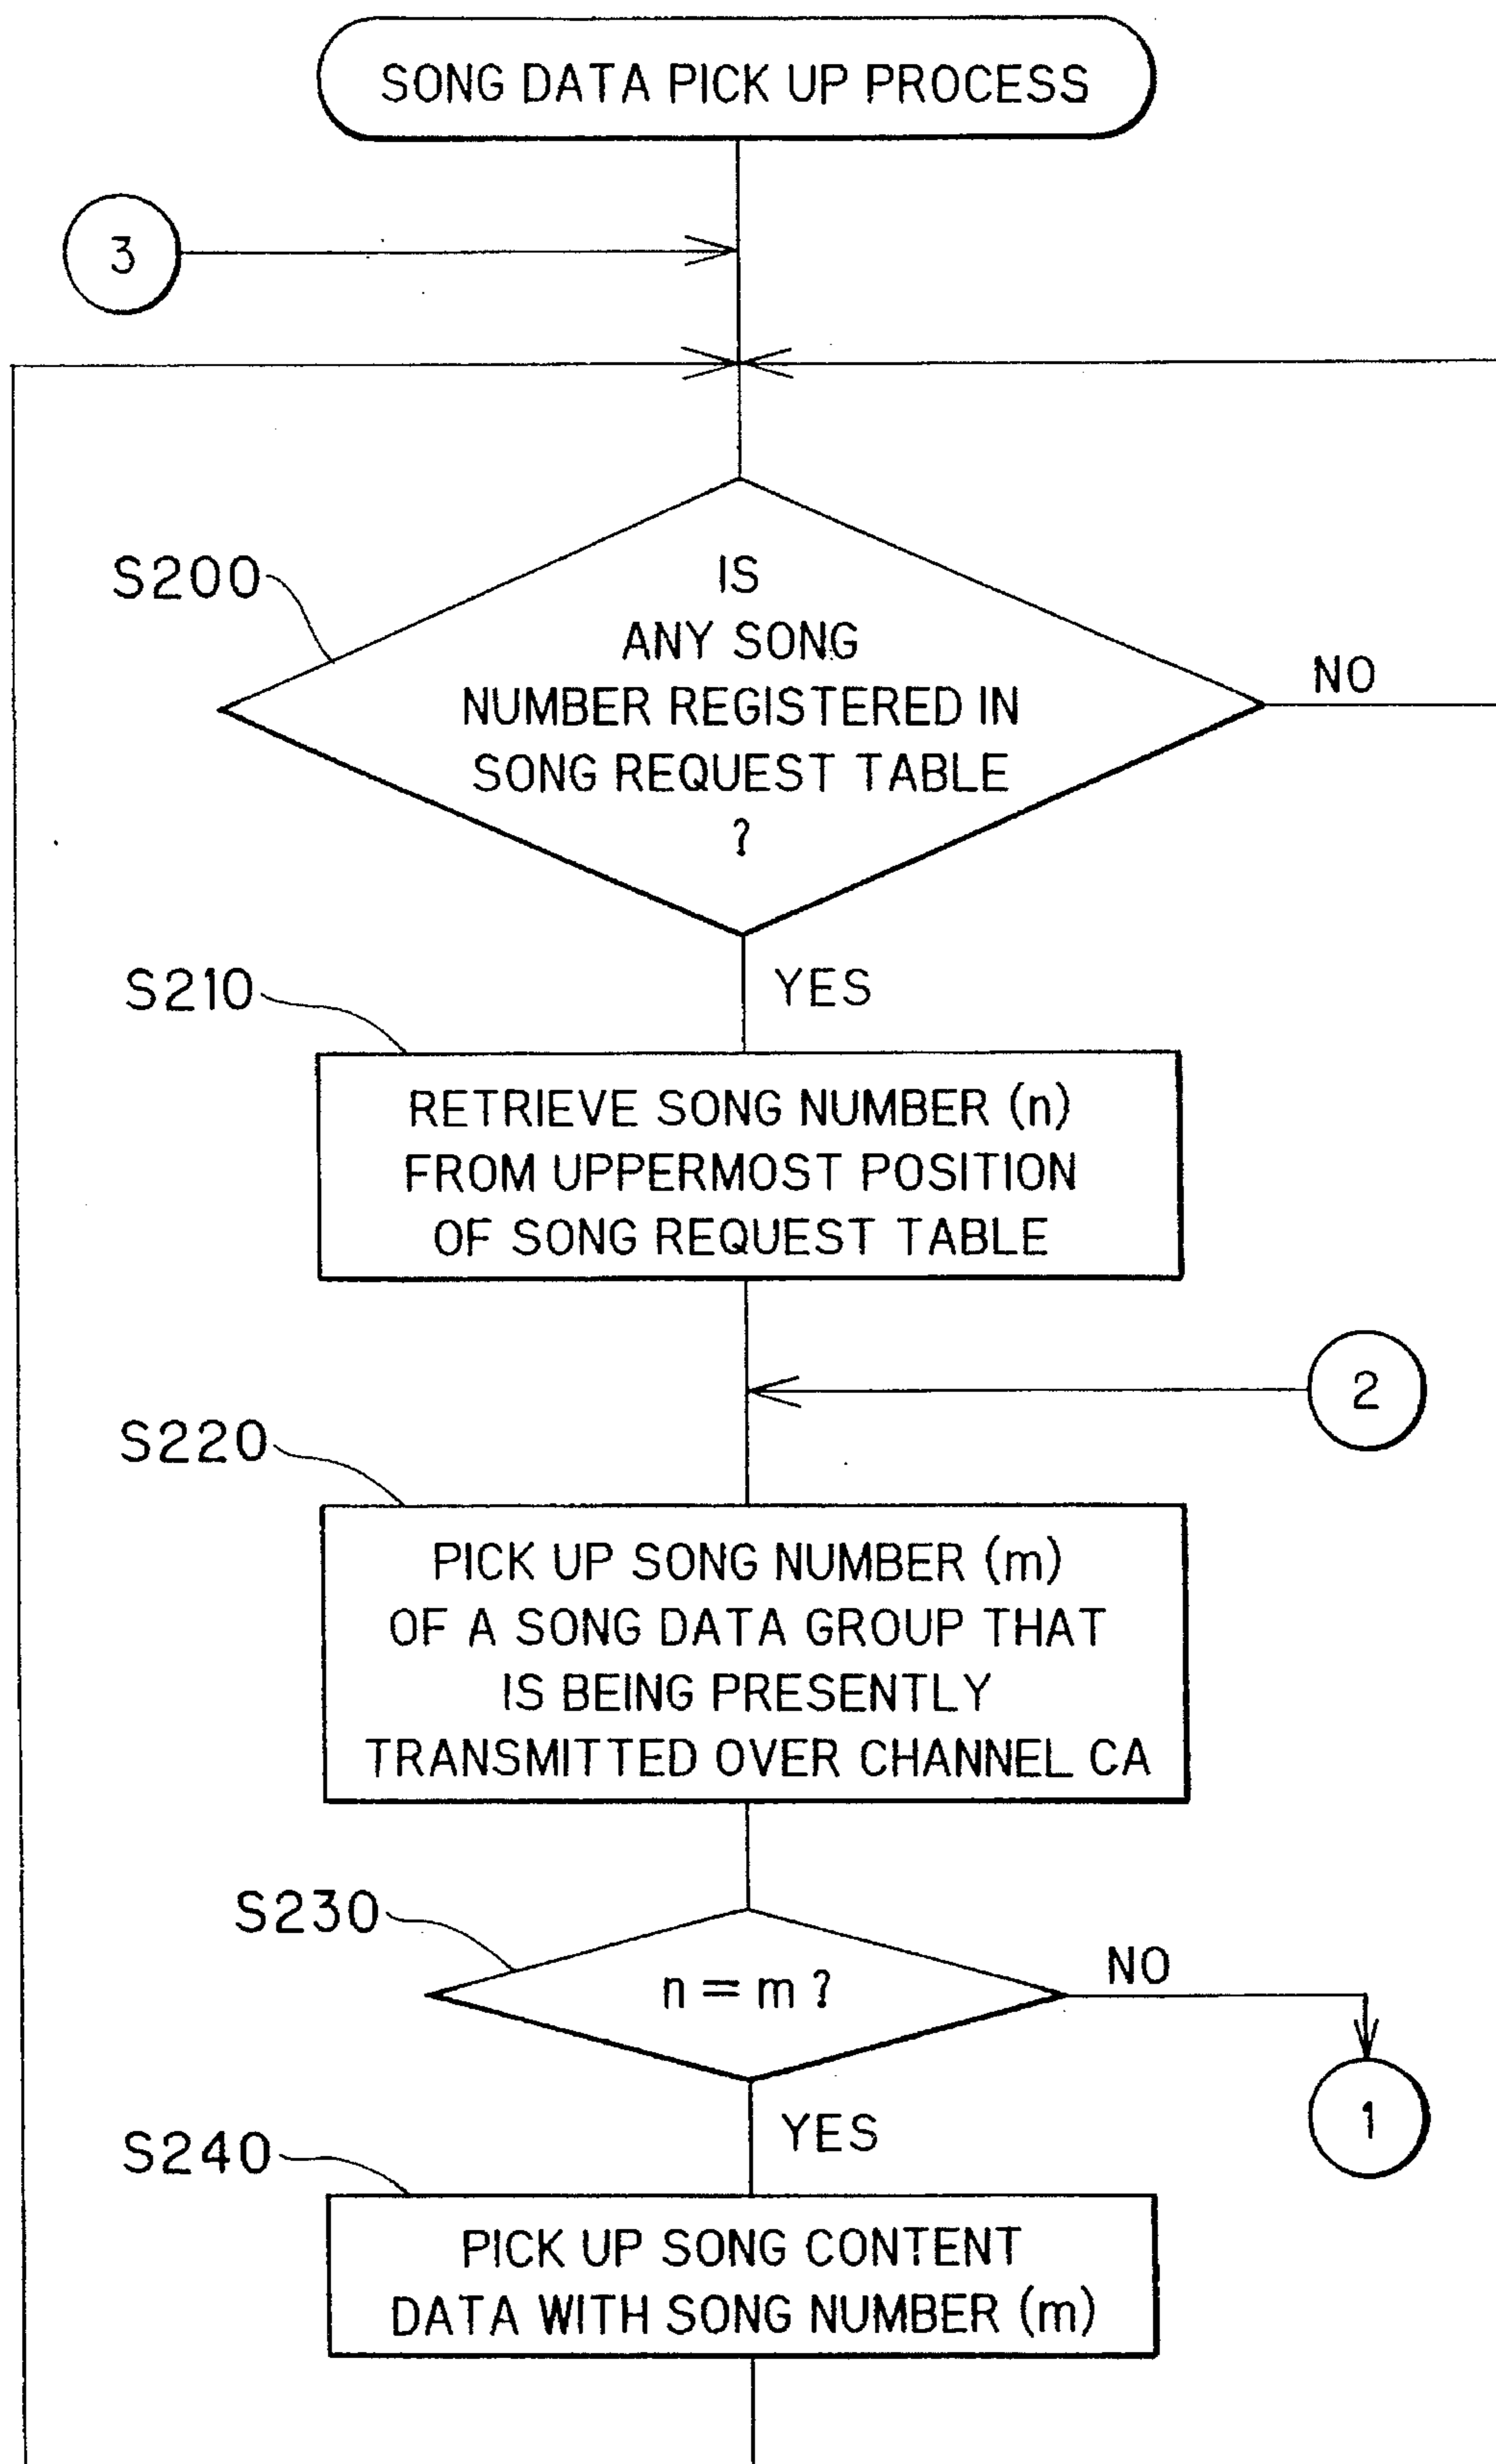 SONG DATA PICK UP PROCESS
3
S200
IS
ANY SONG
NUMBER REGISTERED IN
SONG REQUEST TABLE
?
NO
YES
S210
RETRIEVE SONG NUMBER (n)
FROM UPPERMOST POSITION
OF SONG REQUEST TABLE
2
S220
PICK UP SONG NUMBER (m)
OF A SONG DATA GROUP THAT
IS BEING PRESENTLY
TRANSMITTED OVER CHANNEL CA
S230
n = m ?
NO
1
YES
S240
PICK UP SONG CONTENT
DATA WITH SONG NUMBER (m)